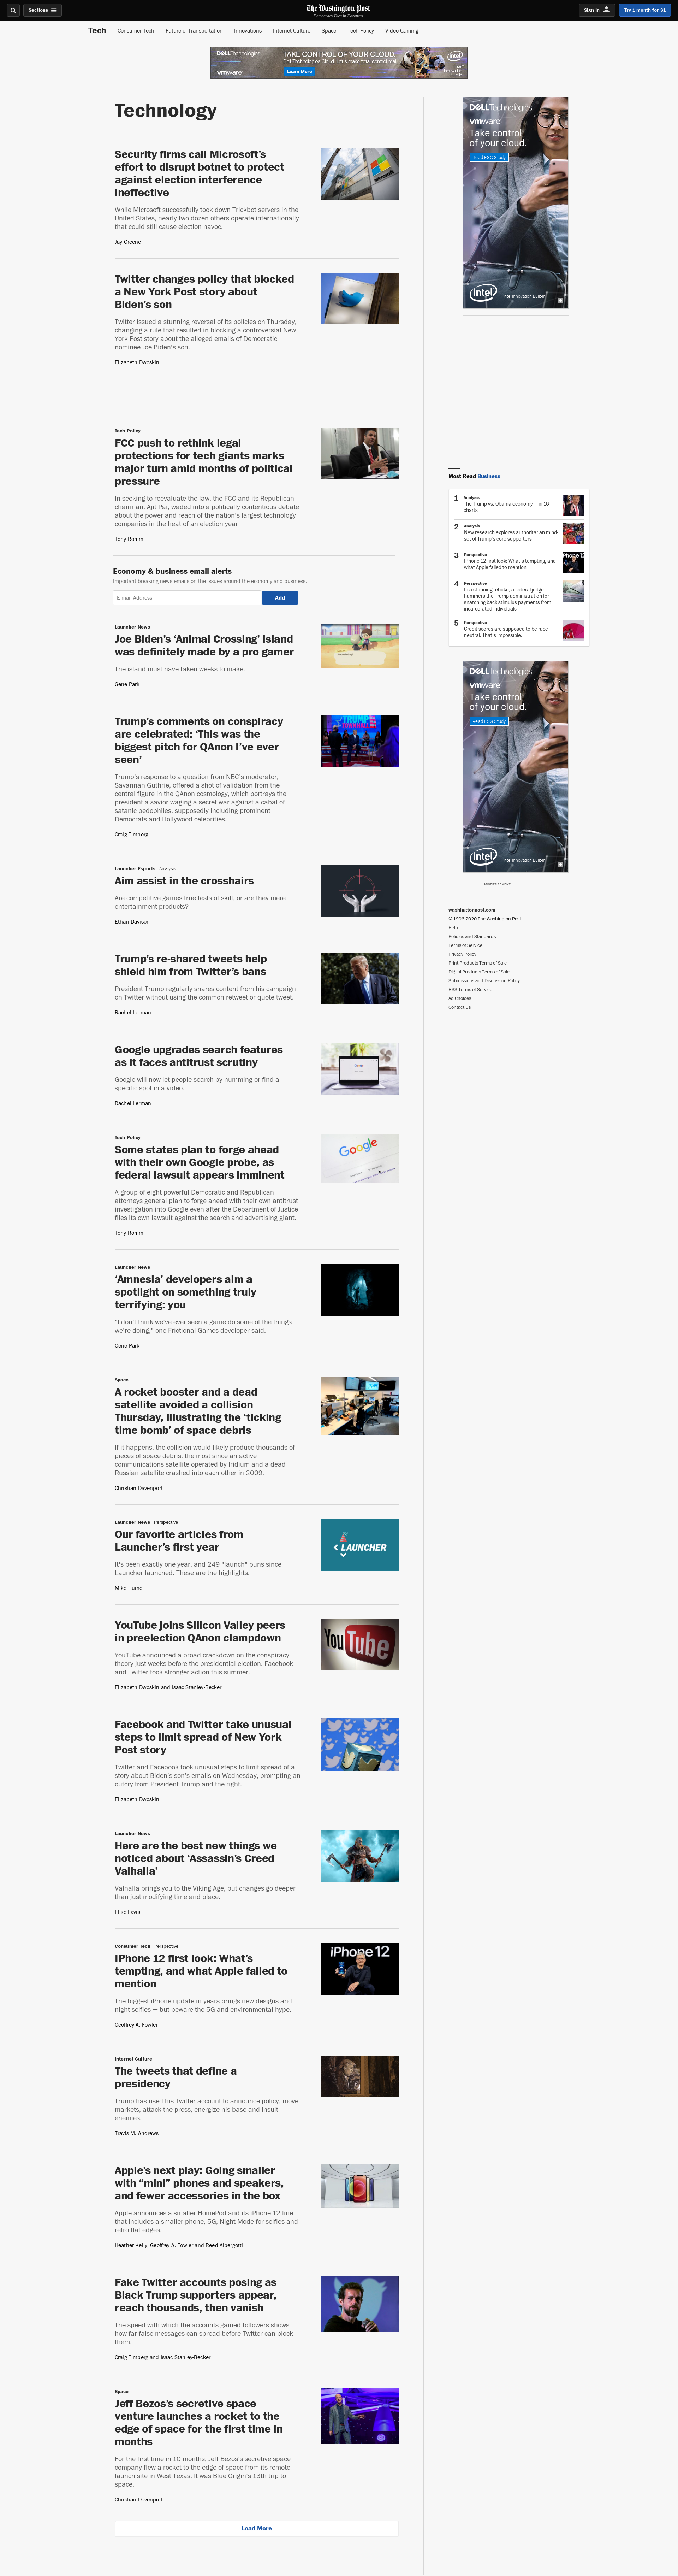 Sections
The Washington Post
Democracy Dies in Darkness
Sign In
Try 1 month for $1
Tech
Consumer Tech
Future of Transportation
Innovations
Internet Culture
Space
Tech Policy
Video Gaming
DELLTechnologies
vmware
TAKE CONTROL OF YOUR CLOUD.
Dell Technologies Cloud. Let's make total control real.
Learn More
intel
Intel Innovation Built-in
Technology
Security firms call Microsoft's
effort to disrupt botnet to protect
against election interference
ineffective
While Microsoft successfully took down Trickbot servers in the
United States, nearly two dozen others operate internationally
that could still cause election havoc.
Jay Greene
Twitter changes policy that blocked
a New York Post story about
Biden's son
Twitter issued a stunning reversal of its policies on Thursday,
changing a rule that resulted in blocking a controversial New
York Post story about the alleged emails of Democratic
nominee Joe Biden's son.
Elizabeth Dwoskin
Tech Policy
FCC push to rethink legal
protections for tech giants marks
major turn amid months of political
pressure
In seeking to reevaluate the law, the FCC and its Republican
chairman, Ajit Pai, waded into a politically contentious debate
about the power and reach of the nation's largest technology
companies in the heat of an election year
Tony Romm
Economy & business email alerts
Important breaking news emails on the issues around the economy and business.
E-mail Address
Add
Launcher News
Joe Biden's 'Animal Crossing' island
was definitely made by a pro gamer
The island must have taken weeks to make.
Gene Park
Trump's comments on conspiracy
are celebrated: 'This was the
biggest pitch for QAnon I've ever
seen'
Trump's response to a question from NBC's moderator,
Savannah Guthrie, offered a shot of validation from the
central figure in the QAnon cosmology, which portrays the
president a savior waging a secret war against a cabal of
satanic pedophiles, supposedly including prominent
Democrats and Hollywood celebrities.
Craig Timberg
Launcher Esports Analysis
Aim assist in the crosshairs
Are competitive games true tests of skill, or are they mere
entertainment products?
Ethan Davison
Trump's re-shared tweets help
shield him from Twitter's bans
President Trump regularly shares content from his campaign
on Twitter without using the common retweet or quote tweet.
Rachel Lerman
Google upgrades search features
as it faces antitrust scrutiny
Google will now let people search by humming or find a
specific spot in a video.
Rachel Lerman
Tech Policy
Some states plan to forge ahead
with their own Google probe, as
federal lawsuit appears imminent
A group of eight powerful Democratic and Republican
attorneys general plan to forge ahead with their own antitrust
investigation into Google even after the Department of Justice
files its own lawsuit against the search-and-advertising giant.
Tony Romm
Google
Launcher News
'Amnesia' developers aim a
spotlight on something truly
terrifying: you
"I don't think we've ever seen a game do some of the things
we're doing," one Frictional Games developer said.
Gene Park
Space
A rocket booster and a dead
satellite avoided a collision
Thursday, illustrating the 'ticking
time bomb' of space debris
If it happens, the collision would likely produce thousands of
pieces of space debris, the most since an active
communications satellite operated by Iridium and a dead
Russian satellite crashed into each other in 2009.
Christian Davenport
Launcher News Perspective
Our favorite articles from
Launcher's first year
It's been exactly one year, and 249 "launch" puns since
Launcher launched. These are the highlights.
Mike Hume
LAUNCHER
YouTube joins Silicon Valley peers
in preelection QAnon clampdown
YouTube announced a broad crackdown on the conspiracy
theory just weeks before the presidential election. Facebook
and Twitter took stronger action this summer.
Elizabeth Dwoskin and Isaac Stanley-Becker
YouTube
Facebook and Twitter take unusual
steps to limit spread of New York
Post story
Twitter and Facebook took unusual steps to limit spread of a
story about Biden's son's emails on Wednesday, prompting an
outcry from President Trump and the right.
Elizabeth Dwoskin
Launcher News
Here are the best new things we
noticed about 'Assassin's Creed
Valhalla'
Valhalla brings you to the Viking Age, but changes go deeper
than just modifying time and place.
Elise Favis
Consumer Tech Perspective
IPhone 12 first look: What's
tempting, and what Apple failed to
mention
The biggest iPhone update in years brings new designs and
night selfies — but beware the 5G and environmental hype.
Geoffrey A. Fowler
iPhone 12
Internet Culture
The tweets that define a
presidency
Trump has used his Twitter account to announce policy, move
markets, attack the press, energize his base and insult
enemies.
Travis M. Andrews
Apple's next play: Going smaller
with "mini" phones and speakers,
and fewer accessories in the box
Apple announces a smaller HomePod and its iPhone 12 line
that includes a smaller phone, 5G, Night Mode for selfies and
retro flat edges.
Heather Kelly, Geoffrey A. Fowler and Reed Albergotti
Fake Twitter accounts posing as
Black Trump supporters appear,
reach thousands, then vanish
The speed with which the accounts gained followers shows
how far false messages can spread before Twitter can block
them.
Craig Timberg and Isaac Stanley-Becker
Space
Jeff Bezos's secretive space
venture launches a rocket to the
edge of space for the first time in
months
For the first time in 10 months, Jeff Bezos's secretive space
company flew a rocket to the edge of space from its remote
launch site in West Texas. It was Blue Origin's 13th trip to
space.
Christian Davenport
Load More
DELLTechnologies
vmware
Take control
of your cloud.
Read ESG Study
intel
Intel Innovation Built-in
Most Read Business
1 Analysis
The Trump vs. Obama economy — in 16
charts
2 Analysis
New research explores authoritarian mind-
set of Trump's core supporters
3 Perspective
IPhone 12 first look: What's tempting, and
what Apple failed to mention
4 Perspective
In a stunning rebuke, a federal judge
hammers the Trump administration for
snatching back stimulus payments from
incarcerated individuals
5 Perspective
Credit scores are supposed to be race-
neutral. That's impossible.
DELLTechnologies
vmware
Take control
of your cloud.
Read ESG Study
intel
Intel Innovation Built-in
ADVERTISEMENT
washingtonpost.com
© 1996-2020 The Washington Post
Help
Policies and Standards
Terms of Service
Privacy Policy
Print Products Terms of Sale
Digital Products Terms of Sale
Submissions and Discussion Policy
RSS Terms of Service
Ad Choices
Contact Us